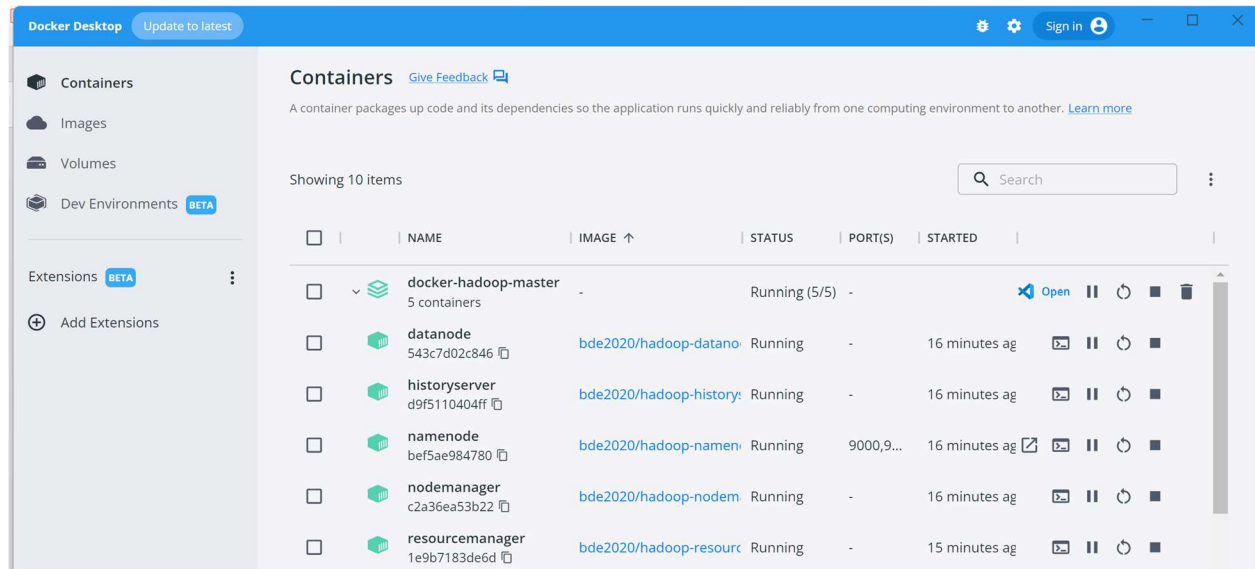 Docker Desktop Update to latest Sign in
Containers
Images
Volumes
Dev Environments BETA
Extensions BETA
Add Extensions
Containers Give Feedback
A container packages up code and its dependencies so the application runs quickly and reliably from one computing environment to another. Learn more
Showing 10 items Search
NAME IMAGE STATUS PORT(S) STARTED
docker-hadoop-master - Running (5/5) - Open
5 containers
datanode bde2020/hadoop-datano Running - 16 minutes ag
543c7d02c846
historyserver bde2020/hadoop-history Running - 16 minutes ag
d9f5110404ff
namenode bde2020/hadoop-namen Running 9000,9... 16 minutes ag
bef5ae984780
nodemanager bde2020/hadoop-nodem Running - 16 minutes ag
c2a36ea53b22
resourcemanager bde2020/hadoop-resourc Running - 15 minutes ag
1e9b7183de6d